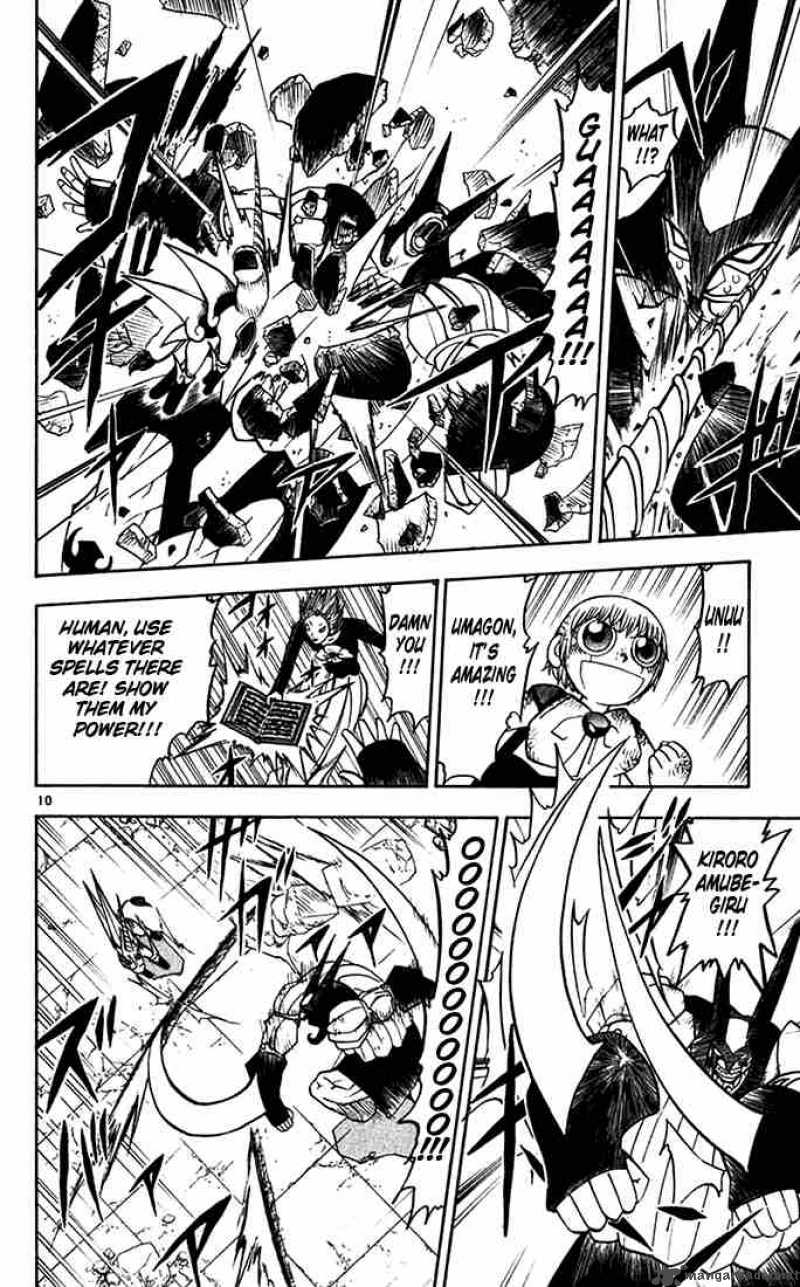 WHAT
!!?
GUAAAAAAAA!!!
UNUU
!!
UMAGON,
IT'S
AMAZING
!!!
DAMN
YOU
!!!
HUMAN, USE
WHATEVER
SPELLS THERE
ARE! SHOW
THEM MY
POWER!!!
10
KIRORO
AMUBE-
GIRU
!!!
OOOOOOOOOOOO!!!